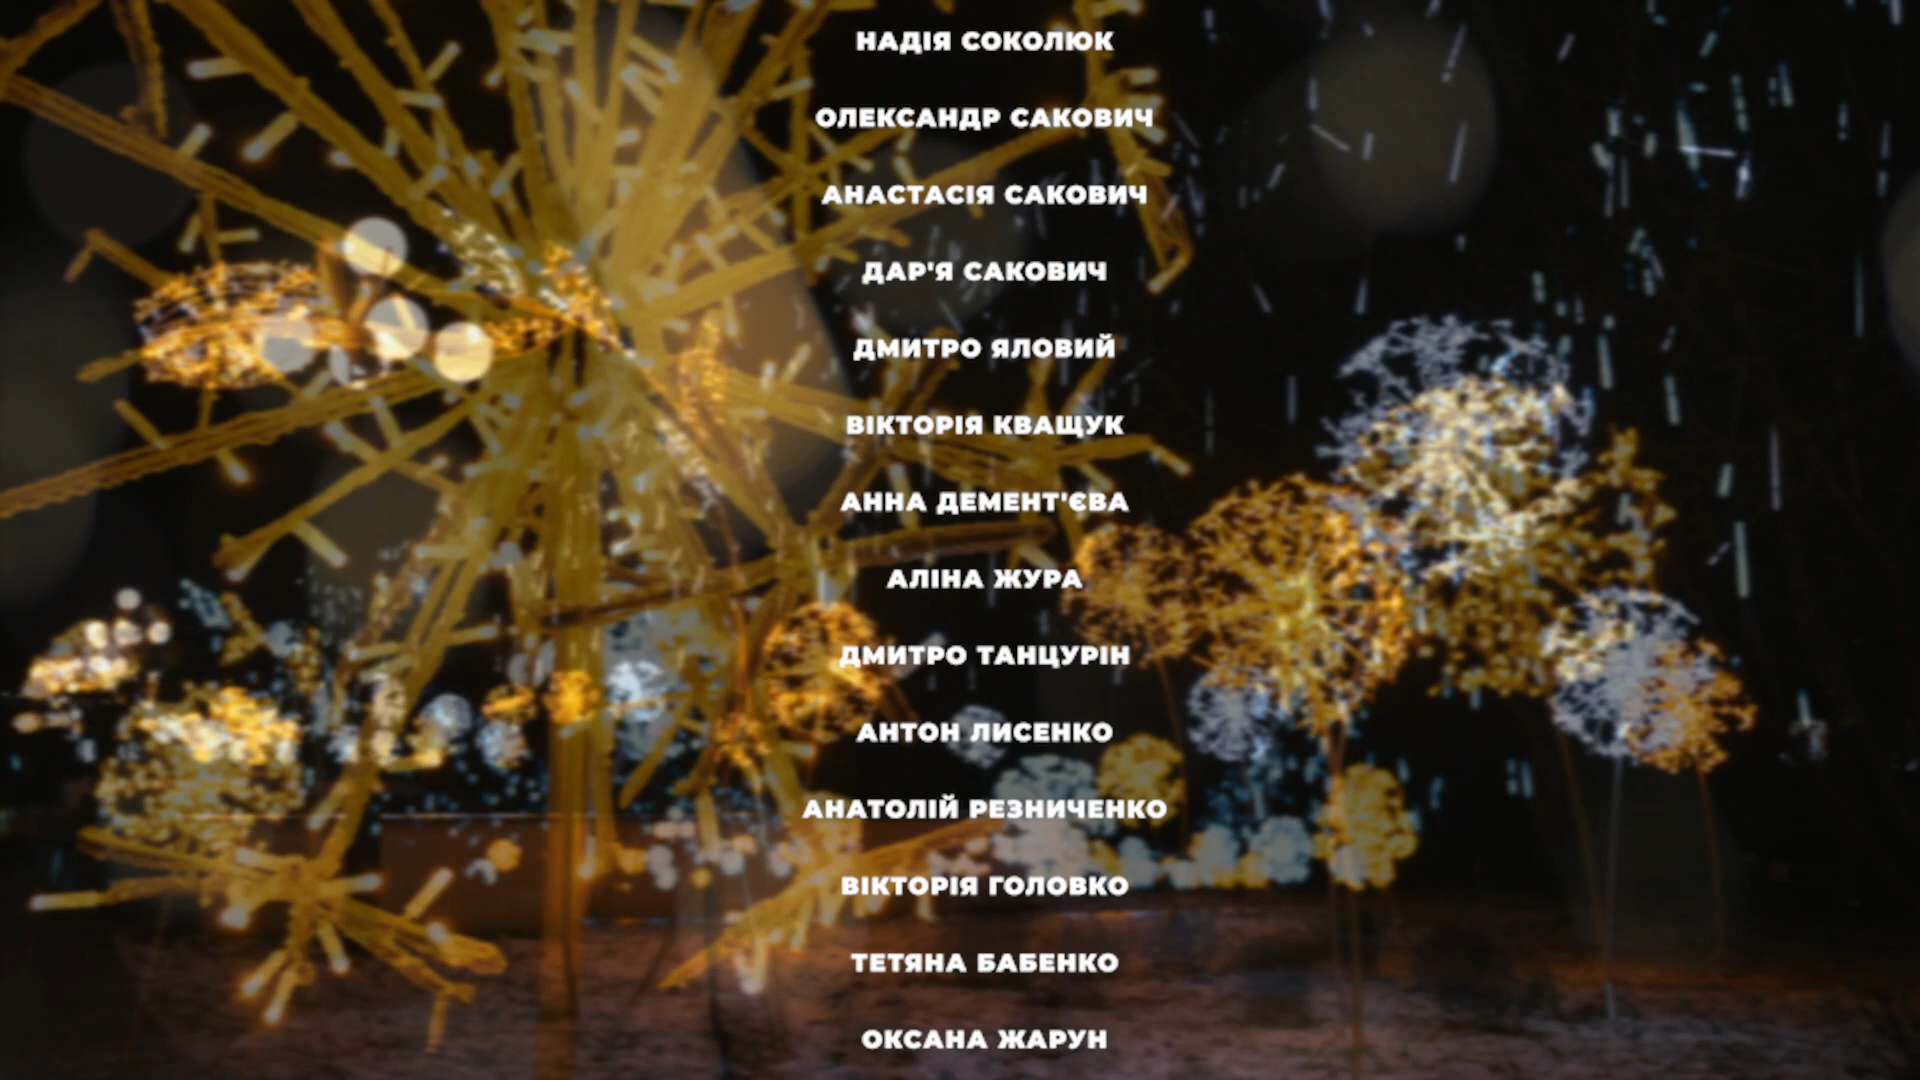 НАДІЯ СОКОЛЮК
ОЛЕКСАНДР САКОВИЧ
АНАСТАСІЯ САКОВИЧ
ДАР'Я САКОВИЧ
ДМИТРО ЯЛОВИЙ
ВІКТОРІЯ КВАЩУК
АННА ДЕМЕНТ'ЄВА
АЛІНА ЖУРА
ДМИТРО ТАНЦУРІН
АНТОН ЛИСЕНКО
АНАТОЛІЙ РЕЗНИЧЕНКО
ВІКТОРІЯ ГОЛОВКО
ТЕТЯНА БАБЕНКО
ОКСАНА ЖАРУН